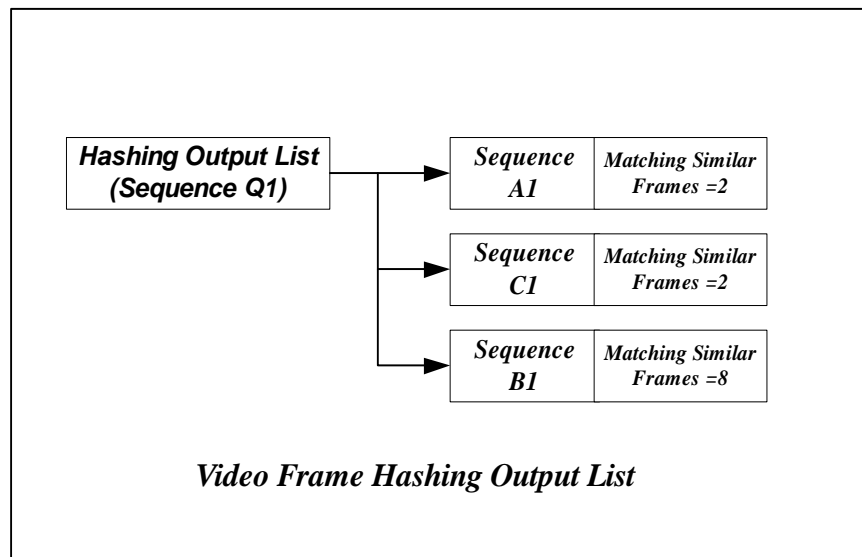 Hashing Output List
(Sequence Q1)
Sequence
A1
Matching Similar
Frames =2
Sequence
C1
Matching Similar
Frames =2
Sequence
B1
Matching Similar
Frames =8
Video Frame Hashing Output List